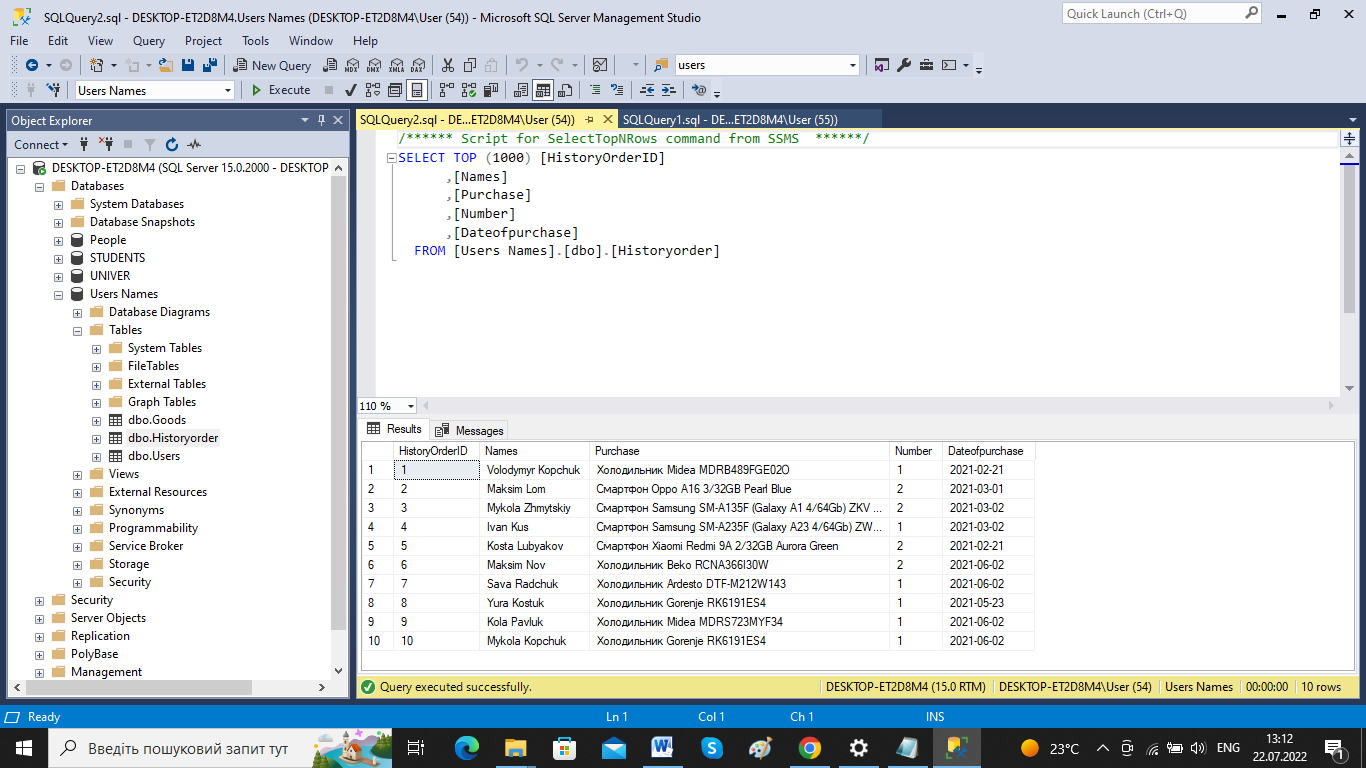 SQLQuery2.sql - DESKTOP-ET2D8M4.Users Names (DESKTOP-ET2D8M4\User (54)) - Microsoft SQL Server Management Studio
Quick Launch (Ctrl+Q)
File Edit View Query Project Tools Window Help
New Query MDX DMX XMLA DAX users
Users Names Execute
Object Explorer
Connect
DESKTOP-ET2D8M4 (SQL Server 15.0.2000 - DESKTOP
Databases
System Databases
Database Snapshots
People
STUDENTS
UNIVER
Users Names
Database Diagrams
Tables
System Tables
FileTables
External Tables
Graph Tables
dbo.Goods
dbo.Historyorder
dbo.Users
Views
External Resources
Synonyms
Programmability
Service Broker
Storage
Security
Security
Server Objects
Replication
PolyBase
Management
SQLQuery2.sql - DE...ET2D8M4\User (54)) SQLQuery1.sql - DE...ET2D8M4\User (55))
/****** Script for SelectTopNRows command from SSMS ******/
SELECT TOP (1000) [HistoryOrderID]
,[Names]
,[Purchase]
,[Number]
,[Dateofpurchase]
FROM [Users Names].[dbo].[Historyorder]
110 %
Results Messages
HistoryOrderID Names Purchase Number Dateofpurchase
1 1 Volodymyr Kopchuk Холодильник Midea MDRB489FGE02O 1 2021-02-21
2 2 Maksim Lom Смартфон Oppo A16 3/32GB Pearl Blue 2 2021-03-01
3 3 Mykola Zhmytskiy Смартфон Samsung SM-A135F (Galaxy A1 4/64Gb) ZKV ... 2 2021-03-02
4 4 Ivan Kus Смартфон Samsung SM-A235F (Galaxy A23 4/64Gb) ZW... 1 2021-03-02
5 5 Kosta Lubyakov Смартфон Xiaomi Redmi 9A 2/32GB Aurora Green 2 2021-02-21
6 6 Maksim Nov Холодильник Beko RCNA366I30W 2 2021-06-02
7 7 Sava Radchuk Холодильник Ardesto DTF-M212W143 1 2021-06-02
8 8 Yura Kostuk Холодильник Gorenje RK6191ES4 1 2021-05-23
9 9 Kola Pavluk Холодильник Midea MDRS723MYF34 1 2021-06-02
10 10 Mykola Kopchuk Холодильник Gorenje RK6191ES4 1 2021-06-02
Query executed successfully. DESKTOP-ET2D8M4 (15.0 RTM) DESKTOP-ET2D8M4\User (54) Users Names 00:00:00 10 rows
Ready Ln 1 Col 1 Ch 1 INS
Введіть пошуковий запит тут 23°C ENG 13:12
22.07.2022 1